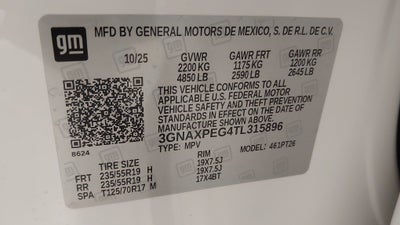 gm
MFD BY GENERAL MOTORS DE MEXICO, S. DE R.L. DE C.V.
10/25 GVWR GAWR FRT GAWR RR
2200 KG 1175 KG 1200 KG
4850 LB 2590 LB 2645 LB
THIS VEHICLE CONFORMS TO ALL
APPLICABLE U.S. FEDERAL MOTOR
VEHICLE SAFETY AND THEFT PREVENTION
STANDARDS IN EFFECT ON THE DATE OF
MANUFACTURE SHOWN ABOVE.
3GNAXPEG4TL315896
8624
TYPE: MPV MODEL: 461PT26
TIRE SIZE RIM
FRT 235/55R19 H 19X7.5J
RR 235/55R19 H 19X7.5J
SPA T125/70R17 M 17X4BT